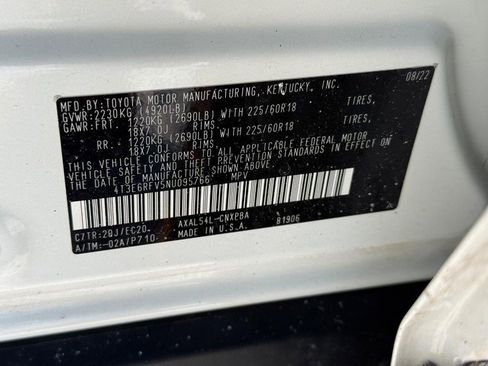 MFD.BY:TOYOTA MOTOR MANUFACTURING, KENTUCKY, INC. 08/22
GVWR:2230KG (4920LB)
GAWR:FRT. 1220KG (2690LB) WITH 225/60R18 TIRES,
18X7.0J RIMS
RR. 1220KG (2690LB) WITH 225/60R18 TIRES,
18X7.0J RIMS
THIS VEHICLE CONFORMS TO ALL APPLICABLE FEDERAL MOTOR
VEHICLE SAFETY AND THEFT PREVENTION STANDARDS IN EFFECT ON
THE DATE OF MANUFACTURE SHOWN ABOVE.
4T3E6RFV5NU095766 MPV
C/TR:2QJ/EC20 AXAL54L-CNXPBA B1906
A/TM:-02A/P710 MADE IN U.S.A.